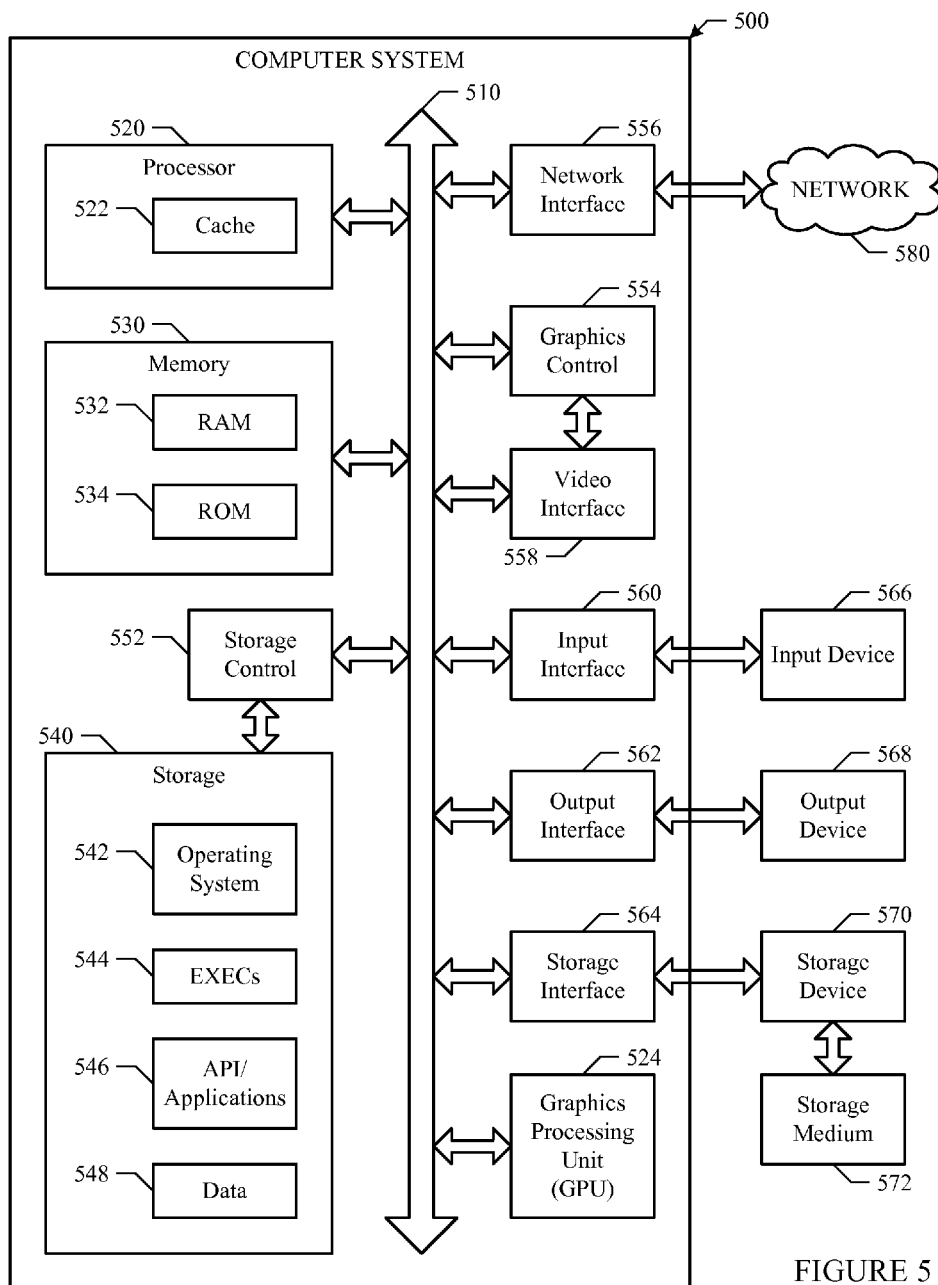 500
COMPUTER SYSTEM
510
520
Processor
522
Cache
530
Memory
532
RAM
534
ROM
552
Storage
Control
540
Storage
542
Operating
System
544
EXECs
546
API/
Applications
548
Data
556
Network
Interface
NETWORK
580
554
Graphics
Control
Video
Interface
558
560
Input
Interface
566
Input Device
562
Output
Interface
568
Output
Device
564
Storage
Interface
570
Storage
Device
524
Graphics
Processing
Unit
(GPU)
Storage
Medium
572
FIGURE 5